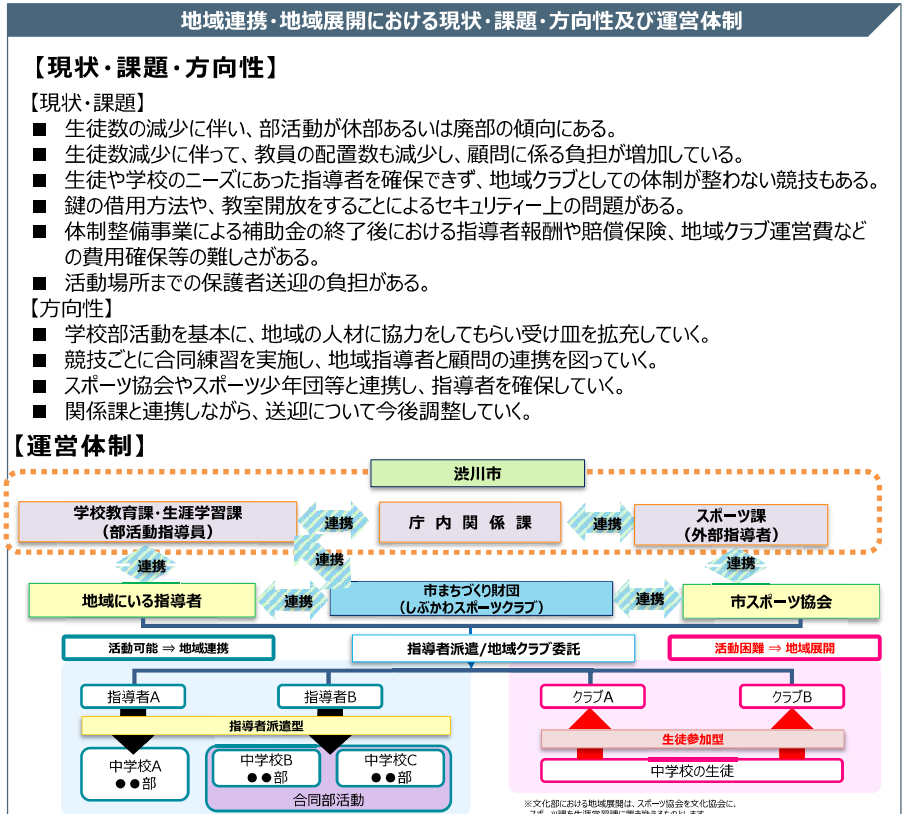 地域連携・地域展開における現状・課題・方向性及び運営体制
【現状・課題・方向性】
【現状・課題】
■ 生徒数の減少に伴い、部活動が休部あるいは廃部の傾向にある。
■ 生徒数減少に伴って、教員の配置数も減少し、顧問に係る負担が増加している。
■ 生徒や学校のニーズにあった指導者を確保できず、地域クラブとしての体制が整わない競技もある。
■ 鍵の借用方法や、教室開放をすることによるセキュリティー上の問題がある。
■ 体制整備事業による補助金の終了後における指導者報酬や賠償保険、地域クラブ運営費など
の費用確保等の難しさがある。
■ 活動場所までの保護者送迎の負担がある。
【方向性】
■ 学校部活動を基本に、地域の人材に協力をしてもらい受け皿を拡充していく。
■ 競技ごとに合同練習を実施し、地域指導者と顧問の連携を図っていく。
■ スポーツ協会やスポーツ少年団等と連携し、指導者を確保していく。
■ 関係課と連携しながら、送迎について今後調整していく。
【運営体制】
渋川市
学校教育課・生涯学習課
（部活動指導員）
連携
庁内関係課
連携
スポーツ課
（外部指導者）
連携
連携
連携
地域にいる指導者
連携
市まちづくり財団
（しぶかわスポーツクラブ）
連携
市スポーツ協会
活動可能 ⇒ 地域連携
指導者派遣/地域クラブ委託
活動困難 ⇒ 地域展開
指導者A
指導者B
クラブA
クラブB
指導者派遣型
生徒参加型
中学校A
●●部
中学校B
●●部
中学校C
●●部
合同部活動
中学校の生徒
※文化部における地域展開は、スポーツ協会を文化協会に、
スポーツ課を生涯学習課に置き換えるものとします。